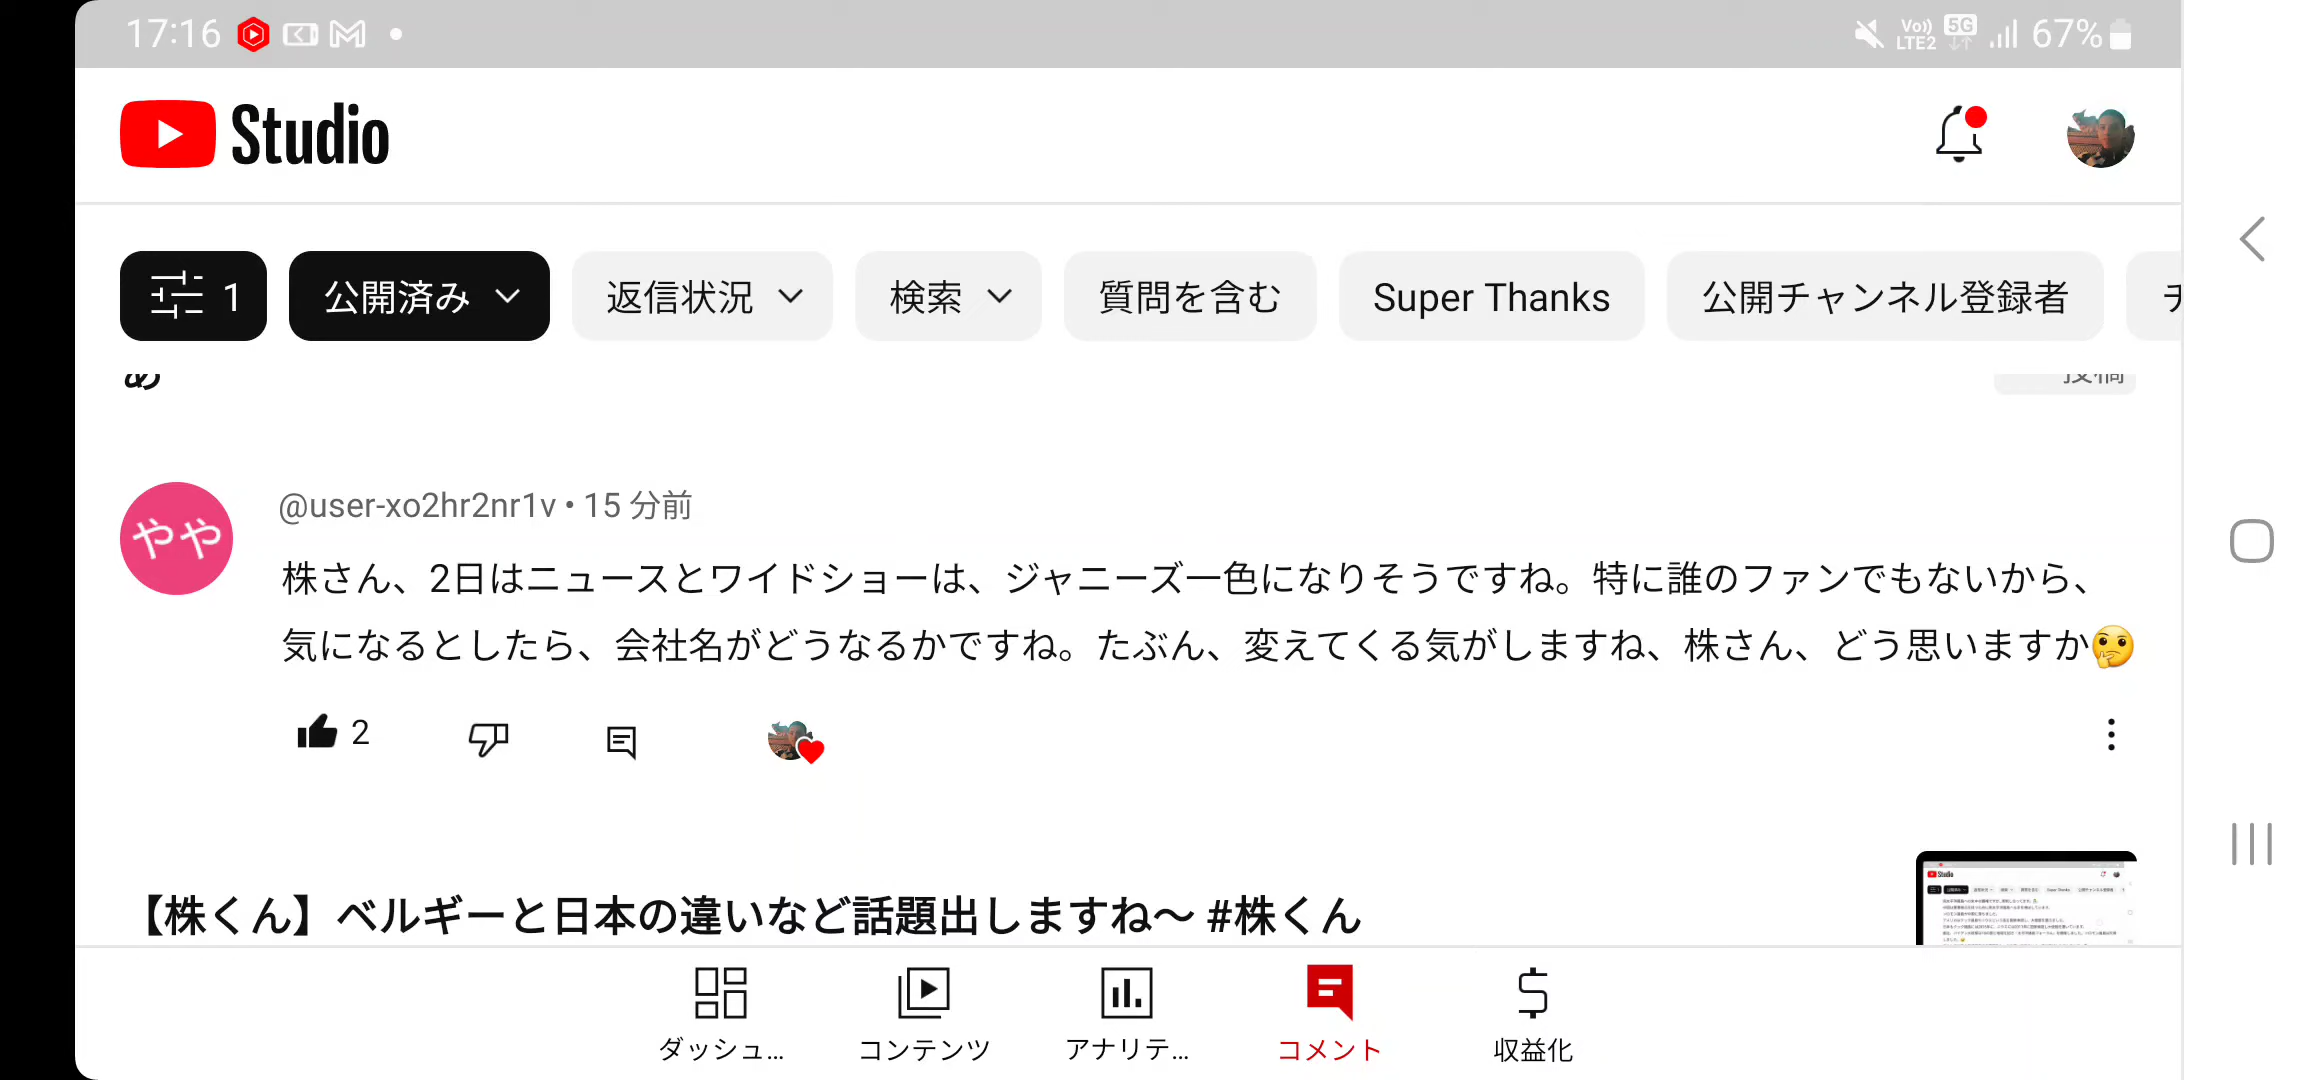 17:16
Vo)) LTE2 5G 67%
Studio
1 公開済み 返信状況 検索 質問を含む Super Thanks 公開チャンネル登録者
め
投稿
やや
@user-xo2hr2nr1v • 15 分前
株さん、2日はニュースとワイドショーは、ジャニーズ一色になりそうですね。特に誰のファンでもないから、
気になるとしたら、会社名がどうなるかですね。たぶん、変えてくる気がしますね、株さん、どう思いますか🤔
2
【株くん】ベルギーと日本の違いなど話題出しますね〜 #株くん
ダッシュ... コンテンツ アナリテ... コメント 収益化